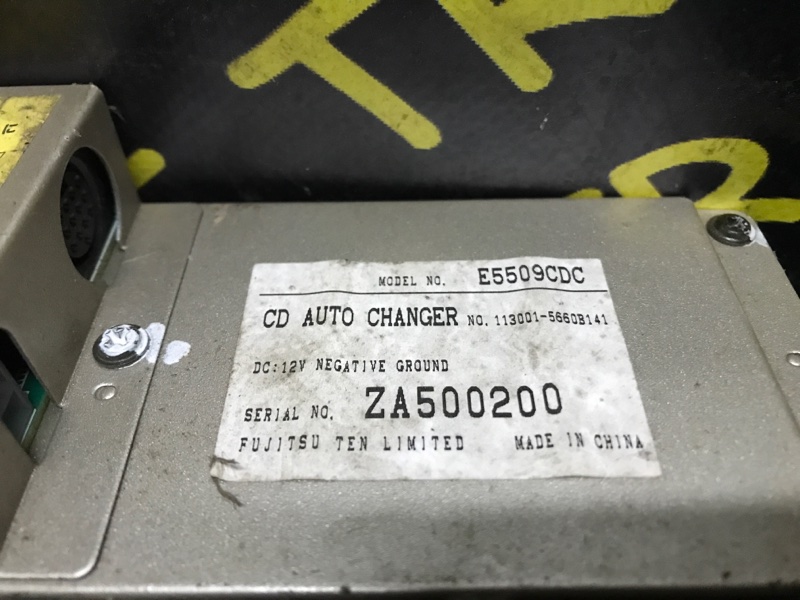 MODEL NO. E5509CDC
CD AUTO CHANGER NO. 113001-5660B141
DC:12V NEGATIVE GROUND
SERIAL NO. ZA500200
FUJITSU TEN LIMITED MADE IN CHINA
に